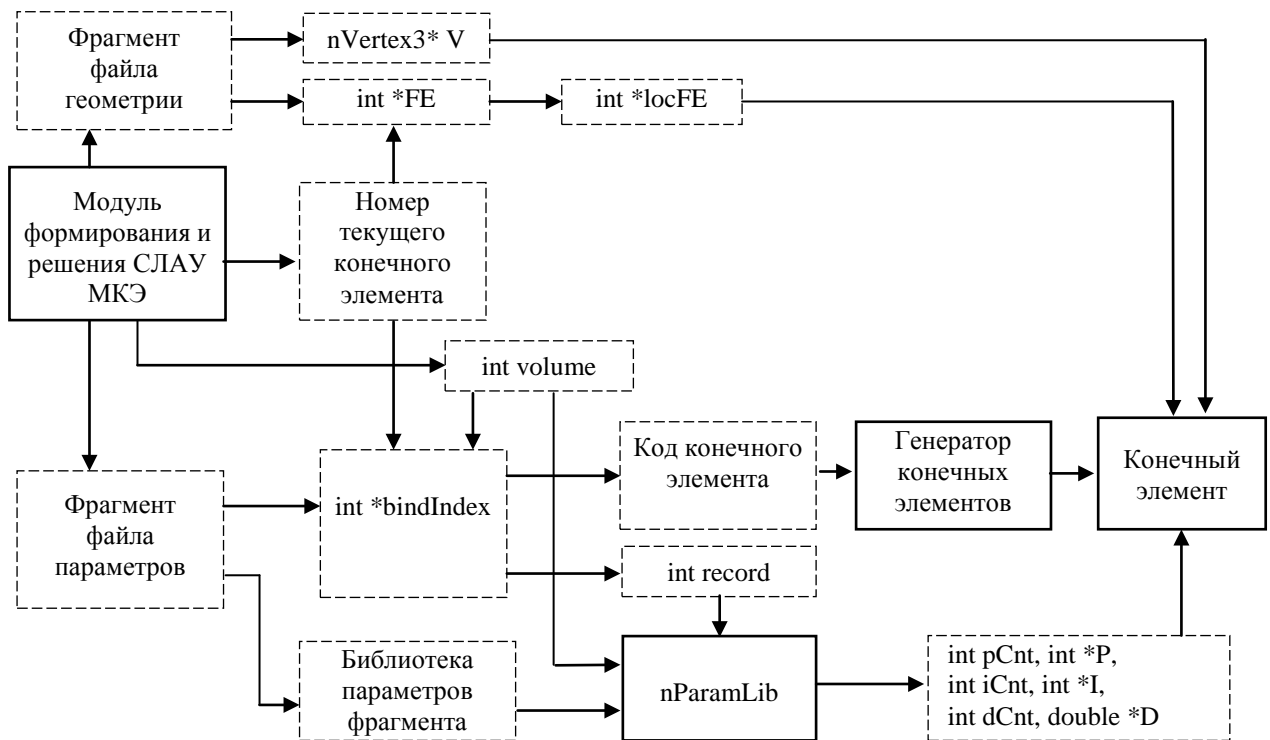 Фрагмент
файла
геометрии
nVertex3* V
int *FE
int *locFE
Модуль
формирования и
решения СЛАУ
МКЭ
Номер
текущего
конечного
элемента
int volume
Фрагмент
файла
параметров
int *bindIndex
Код конечного
элемента
Генератор
конечных
элементов
Конечный
элемент
int record
Библиотека
параметров
фрагмента
nParamLib
int pCnt, int *P,
int iCnt, int *I,
int dCnt, double *D